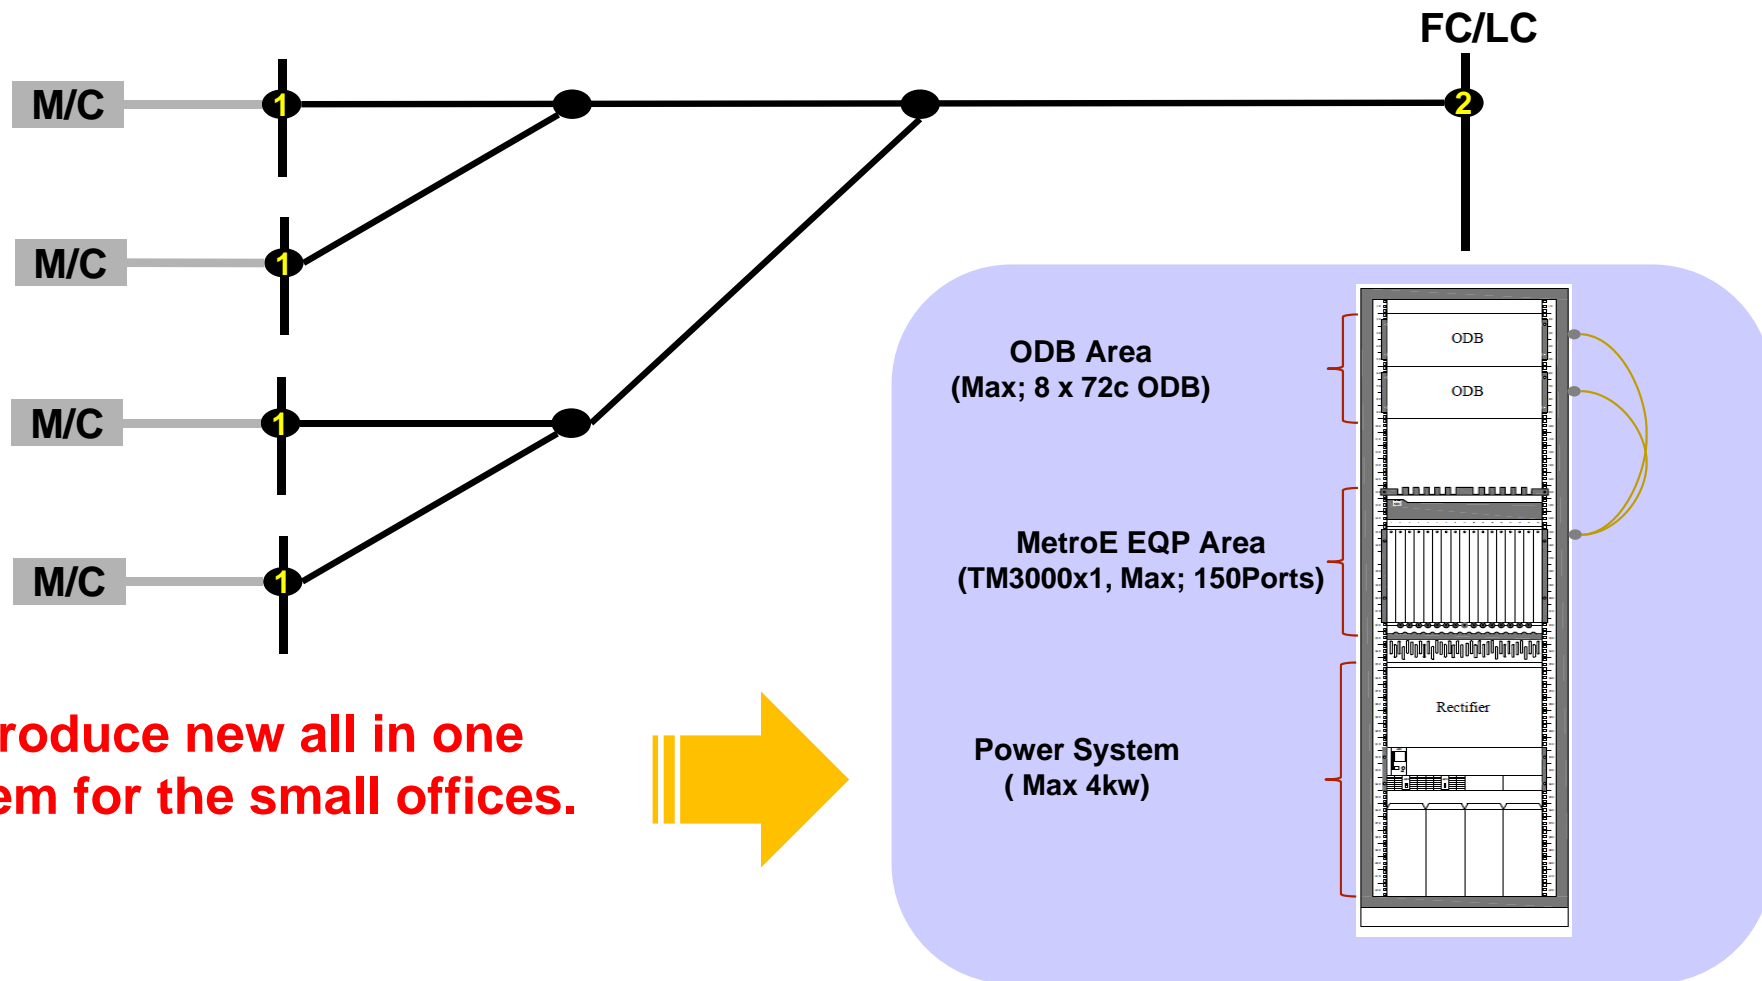 FC/LC
M/C
1
2
M/C
1
M/C
1
M/C
1
ODB Area
(Max; 8 x 72c ODB)
ODB
ODB
MetroE EQP Area
(TM3000x1, Max; 150Ports)
Power System
( Max 4kw)
Rectifier
roduce new all in one
em for the small offices.